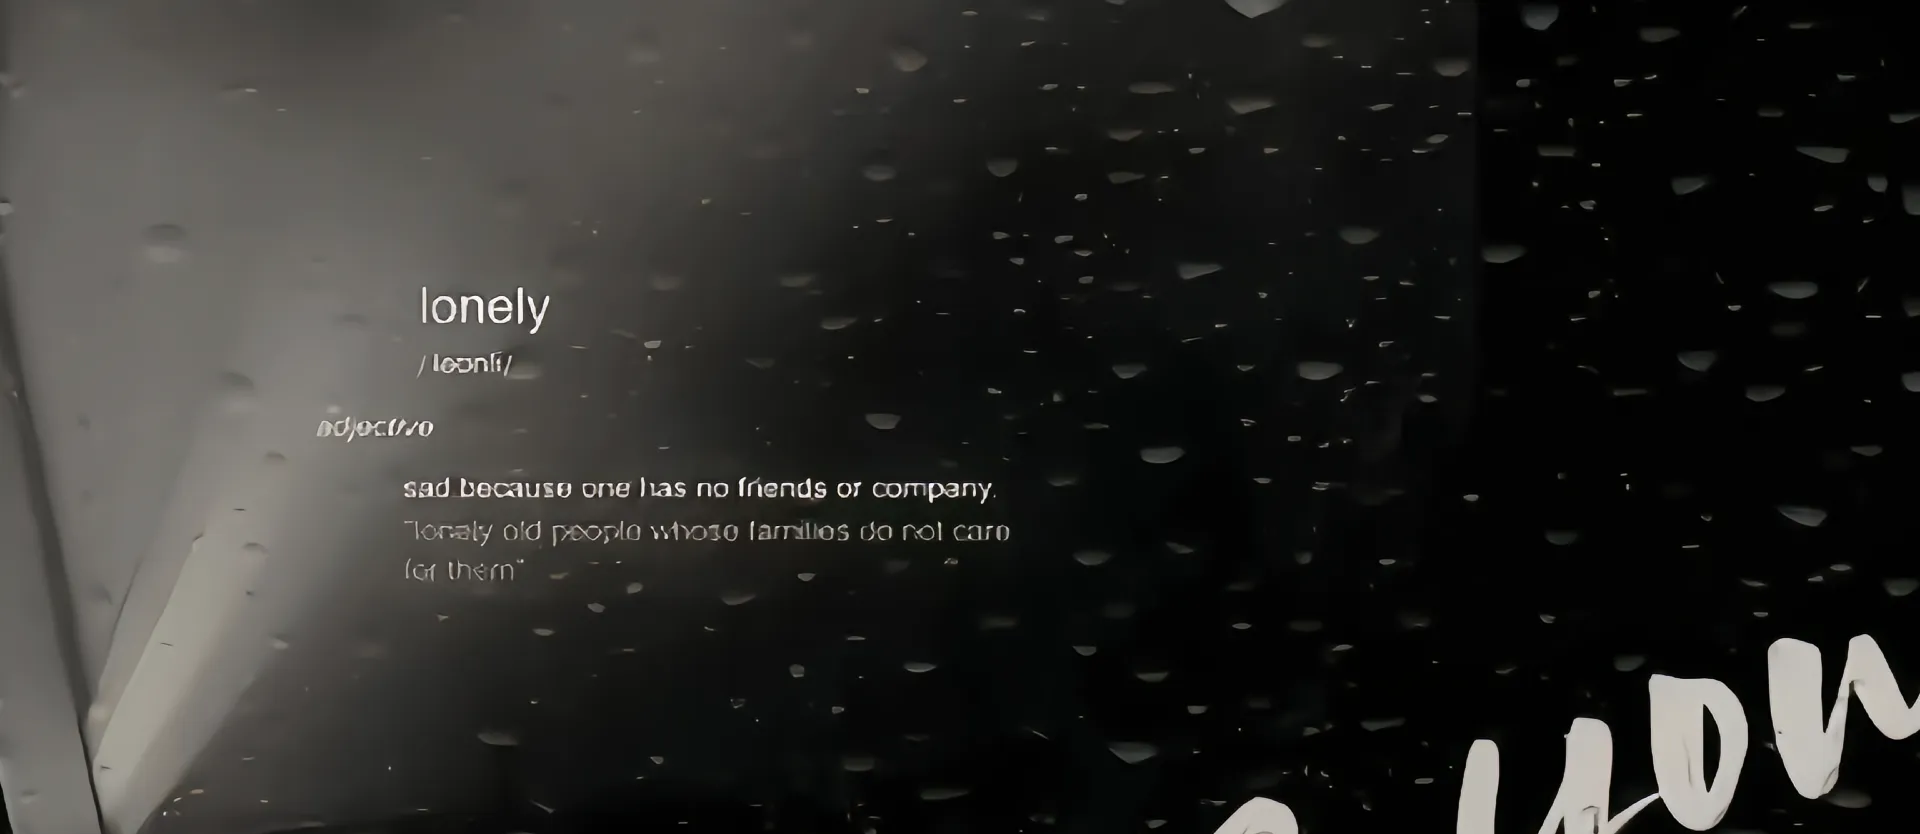 lonely
/ˈləʊnli/
adjective
sad because one has no friends or company.
"lonely old people whose families do not care
for them"
you